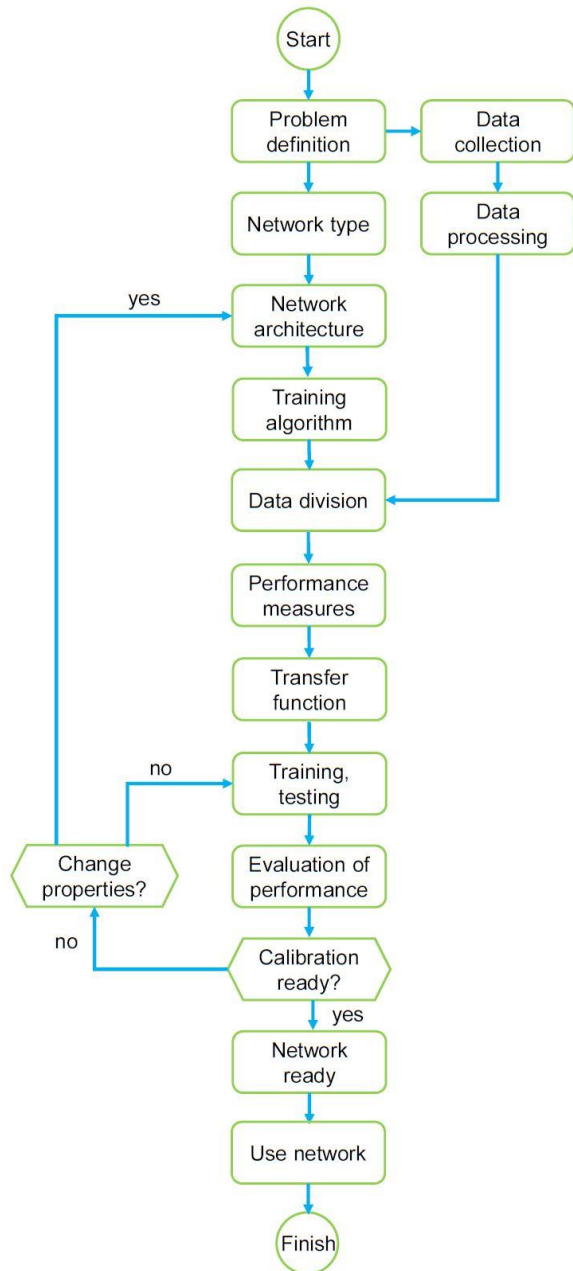 Start
Problem
definition
Data
collection
Network type
Data
processing
yes
Network
architecture
Training
algorithm
Data division
Performance
measures
Transfer
function
no
Training,
testing
Change
properties?
Evaluation of
performance
no
Calibration
ready?
yes
Network
ready
Use network
Finish